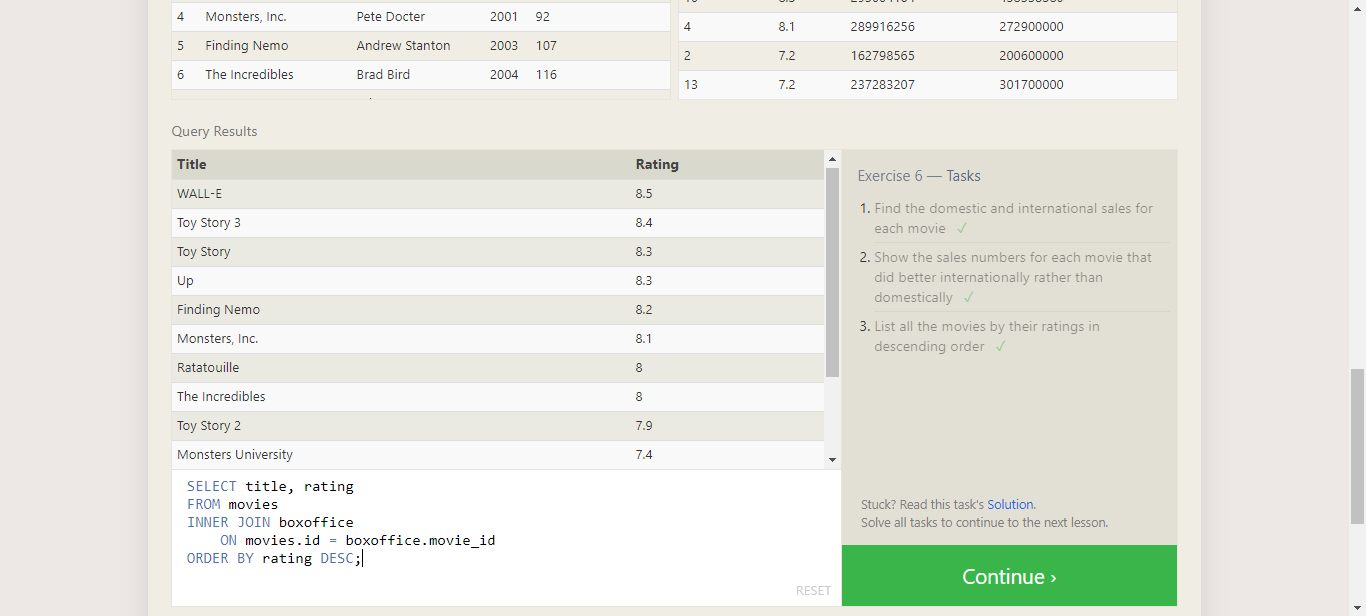 4 Monsters, Inc. Pete Docter 2001 92
5 Finding Nemo Andrew Stanton 2003 107
6 The Incredibles Brad Bird 2004 116
4 8.1 289916256 272900000
2 7.2 162798565 200600000
13 7.2 237283207 301700000
Query Results
Title Rating
WALL-E 8.5
Toy Story 3 8.4
Toy Story 8.3
Up 8.3
Finding Nemo 8.2
Monsters, Inc. 8.1
Ratatouille 8
The Incredibles 8
Toy Story 2 7.9
Monsters University 7.4
SELECT title, rating
FROM movies
INNER JOIN boxoffice
ON movies.id = boxoffice.movie_id
ORDER BY rating DESC;
RESET
Exercise 6 — Tasks
1. Find the domestic and international sales for
each movie ✓
2. Show the sales numbers for each movie that
did better internationally rather than
domestically ✓
3. List all the movies by their ratings in
descending order ✓
Stuck? Read this task's Solution.
Solve all tasks to continue to the next lesson.
Continue ›